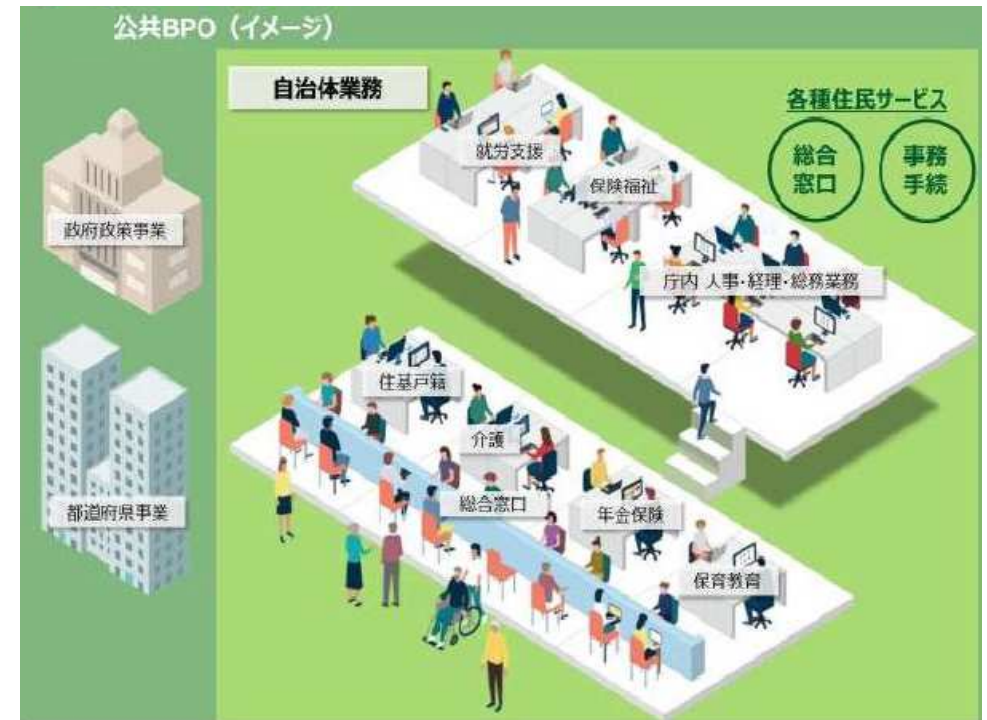 公共BPO（イメージ）
自治体業務
各種住民サービス
総合
窓口
事務
手続
就労支援
保険福祉
政府政策事業
庁内 人事・経理・総務業務
住基戸籍
介護
総合窓口
年金保険
都道府県事業
保育教育